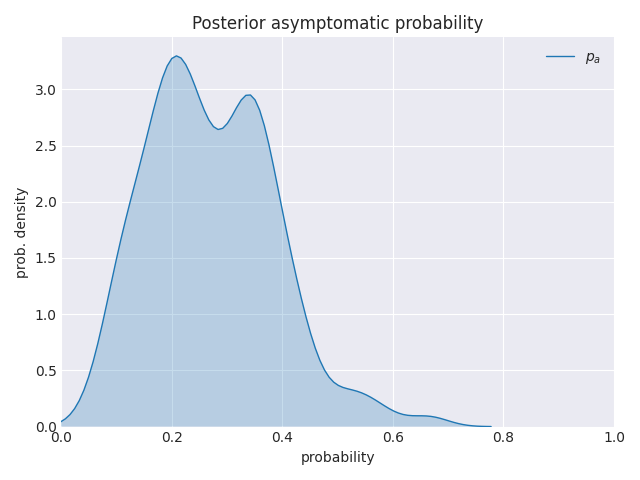 Posterior asymptomatic probability
pₐ
prob. density
3.0
2.5
2.0
1.5
1.0
0.5
0.0
0.0 0.2 0.4 0.6 0.8 1.0
probability